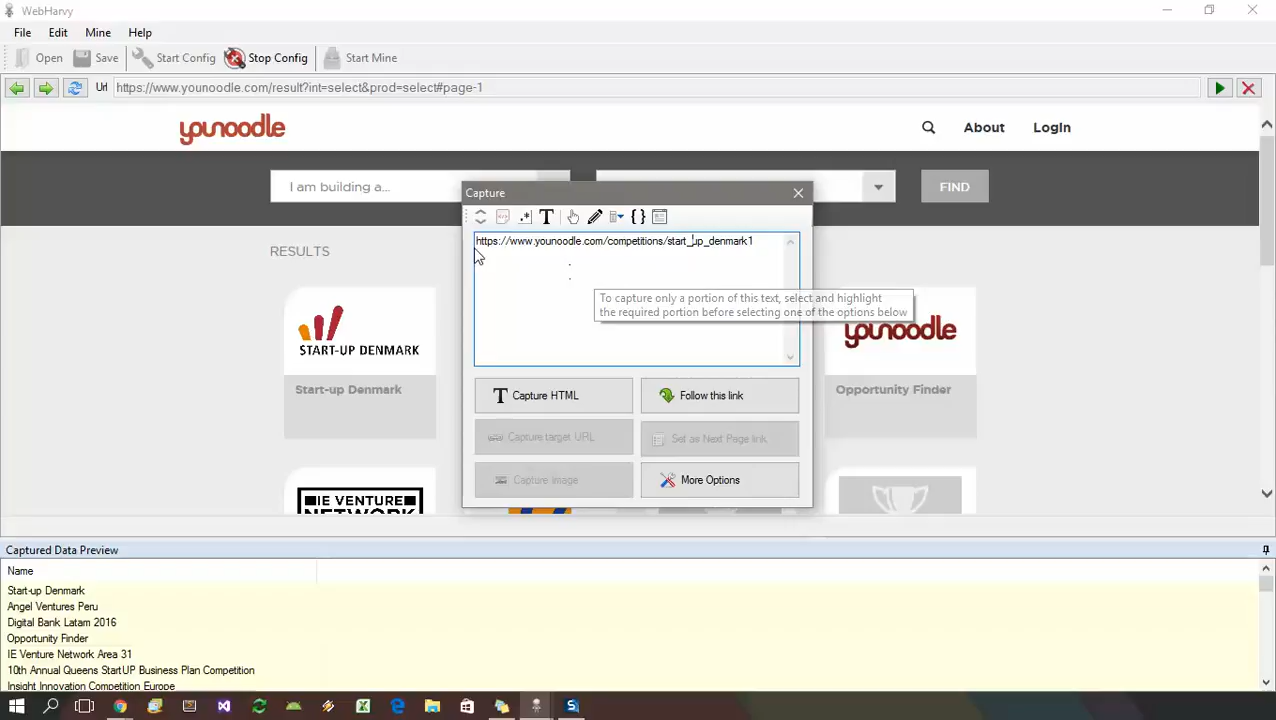 WebHarvy
File Edit Mine Help
Open Save Start Config Stop Config Start Mine
Url https://www.younoodle.com/result?int=select&prod=select#page-1
younoodle
About LogIn
I am building a...
FIND
Capture
T { }
https://www.younoodle.com/competitions/start_up_denmark1
To capture only a portion of this text, select and highlight
the required portion before selecting one of the options below
T Capture HTML Follow this link
Capture target URL Set as Next Page link
Capture Image More Options
RESULTS
START-UP DENMARK
Start-up Denmark
younoodle
Opportunity Finder
IE VENTURE
NETWORK
Captured Data Preview
Name
Start-up Denmark
Angel Ventures Peru
Digital Bank Latam 2016
Opportunity Finder
IE Venture Network Area 31
10th Annual Queens StartUP Business Plan Competition
Insight Innovation Competition Europe